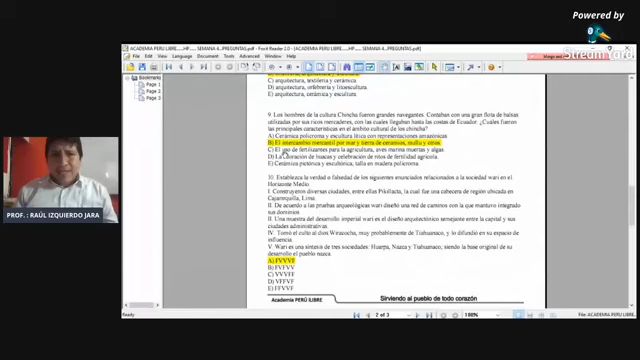 Powered by
StreamYard
ACADEMIA PERU LIBRE......HP...... SEMANA 4...PREGUNTAS.pdf - Foxit Reader 2.0 - [ACADEMIA PERU LIBRE......HP...... SEMANA 4...PREGUNTAS.pdf]
File Edit View Document Tools Advanced Window Help
Bookmarks
Page 1
Page 2
Page 3
C) arquitectura, textilería y cerámica
D) arquitectura, orfebrería y litoescultura
E) arquitectura, cerámica y escultura
9. Los hombres de la cultura Chincha fueron grandes navegantes. Contaban con una gran flota de balsas
utilizadas por sus ricos mercaderes, con las cuales llegaban hasta las costas de Ecuador. ¿Cuáles fueron
las principales características en el ámbito cultural de los chincha?
A) Cerámica policroma y escultura lítica con representaciones amazónicas
B) El intercambio mercantil por mar y tierra de ceramios, mullu y otros
C) El uso de fertilizantes para la agricultura, aves marina muertas y algas
D) La adoración de huacas y celebración de ritos de fertilidad agrícola
E) Cerámica pictórica y escultórica, talla en madera polícroma
10. Establezca la verdad o falsedad de los siguientes enunciados relacionados a la sociedad wari en el
Horizonte Medio
I. Construyeron diversas ciudades, entre ellas Pikillacta, la cual fue una cabecera de región ubicada en
Cajamarquilla, Lima
II. De acuerdo a las pruebas arqueológicas wari diseñó una red de caminos con la que mantuvo integrado
sus dominios
II. Una muestra del desarrollo imperial wari es el diseño arquitectónico semejante entre la capital y sus
ciudades administrativas
IV. Tomó el culto al dios Wiracocha, muy probablemente de Tiahuanaco, y lo difundió en su espacio de
influencia
V. Wari es una síntesis de tres sociedades: Huarpa, Nazca y Tiahuanaco; siendo la base original de su
desarrollo el pueblo nazca
A) FVVVF
B) FVFVV
C) VVVFF
D) VFFVF
E) FFVVF
Academia PERÚ LIBRE
Sirviendo al pueblo de todo corazón
2 of 3
100%
PROF. : RAÚL IZQUIERDO JARA